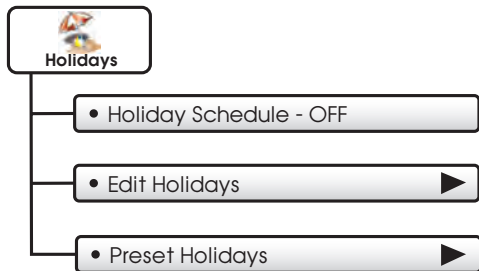 Holidays
• Holiday Schedule - OFF
• Edit Holidays
• Preset Holidays